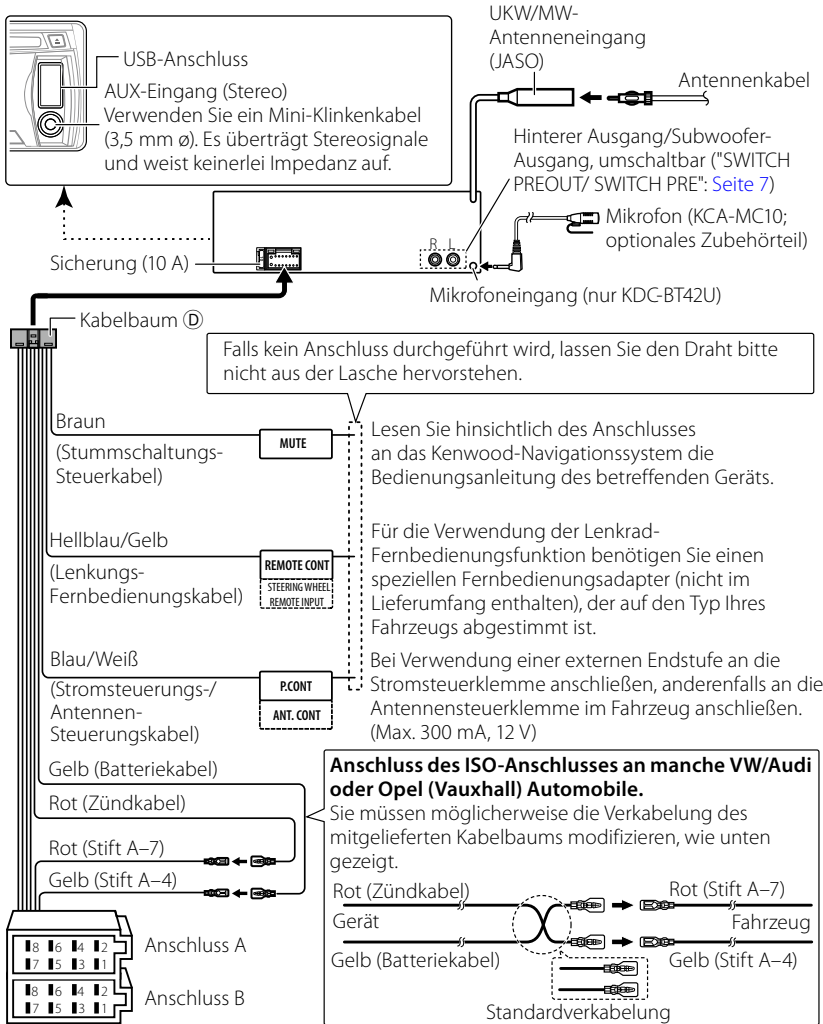 UKW/MW-
Antenneneingang
(JASO)
Antennenkabel
USB-Anschluss
AUX-Eingang (Stereo)
Verwenden Sie ein Mini-Klinkenkabel
(3,5 mm ø). Es überträgt Stereosignale
und weist keinerlei Impedanz auf.
Hinterer Ausgang/Subwoofer-
Ausgang, umschaltbar ("SWITCH
PREOUT/ SWITCH PRE": Seite 7)
R L
Mikrofon (KCA-MC10;
optionales Zubehörteil)
Sicherung (10 A)
Mikrofoneingang (nur KDC-BT42U)
Kabelbaum Ⓓ
Falls kein Anschluss durchgeführt wird, lassen Sie den Draht bitte
nicht aus der Lasche hervorstehen.
Braun
(Stummschaltungs-
Steuerkabel)
MUTE
Lesen Sie hinsichtlich des Anschlusses
an das Kenwood-Navigationssystem die
Bedienungsanleitung des betreffenden Geräts.
Hellblau/Gelb
(Lenkungs-
Fernbedienungskabel)
REMOTE CONT
STEERING WHEEL
REMOTE INPUT
Für die Verwendung der Lenkrad-
Fernbedienungsfunktion benötigen Sie einen
speziellen Fernbedienungsadapter (nicht im
Lieferumfang enthalten), der auf den Typ Ihres
Fahrzeugs abgestimmt ist.
Blau/Weiß
(Stromsteuerungs-/
Antennen-
Steuerungskabel)
P.CONT
ANT. CONT
Bei Verwendung einer externen Endstufe an die
Stromsteuerklemme anschließen, anderenfalls an die
Antennensteuerklemme im Fahrzeug anschließen.
(Max. 300 mA, 12 V)
Gelb (Batteriekabel)
Rot (Zündkabel)
Rot (Stift A–7)
Gelb (Stift A–4)
8 6 4 2
7 5 3 1
Anschluss A
8 6 4 2
7 5 3 1
Anschluss B
Anschluss des ISO-Anschlusses an manche VW/Audi
oder Opel (Vauxhall) Automobile.
Sie müssen möglicherweise die Verkabelung des
mitgelieferten Kabelbaums modifizieren, wie unten
gezeigt.
Rot (Zündkabel)
Rot (Stift A–7)
Gerät
Fahrzeug
Gelb (Batteriekabel)
Gelb (Stift A–4)
Standardverkabelung